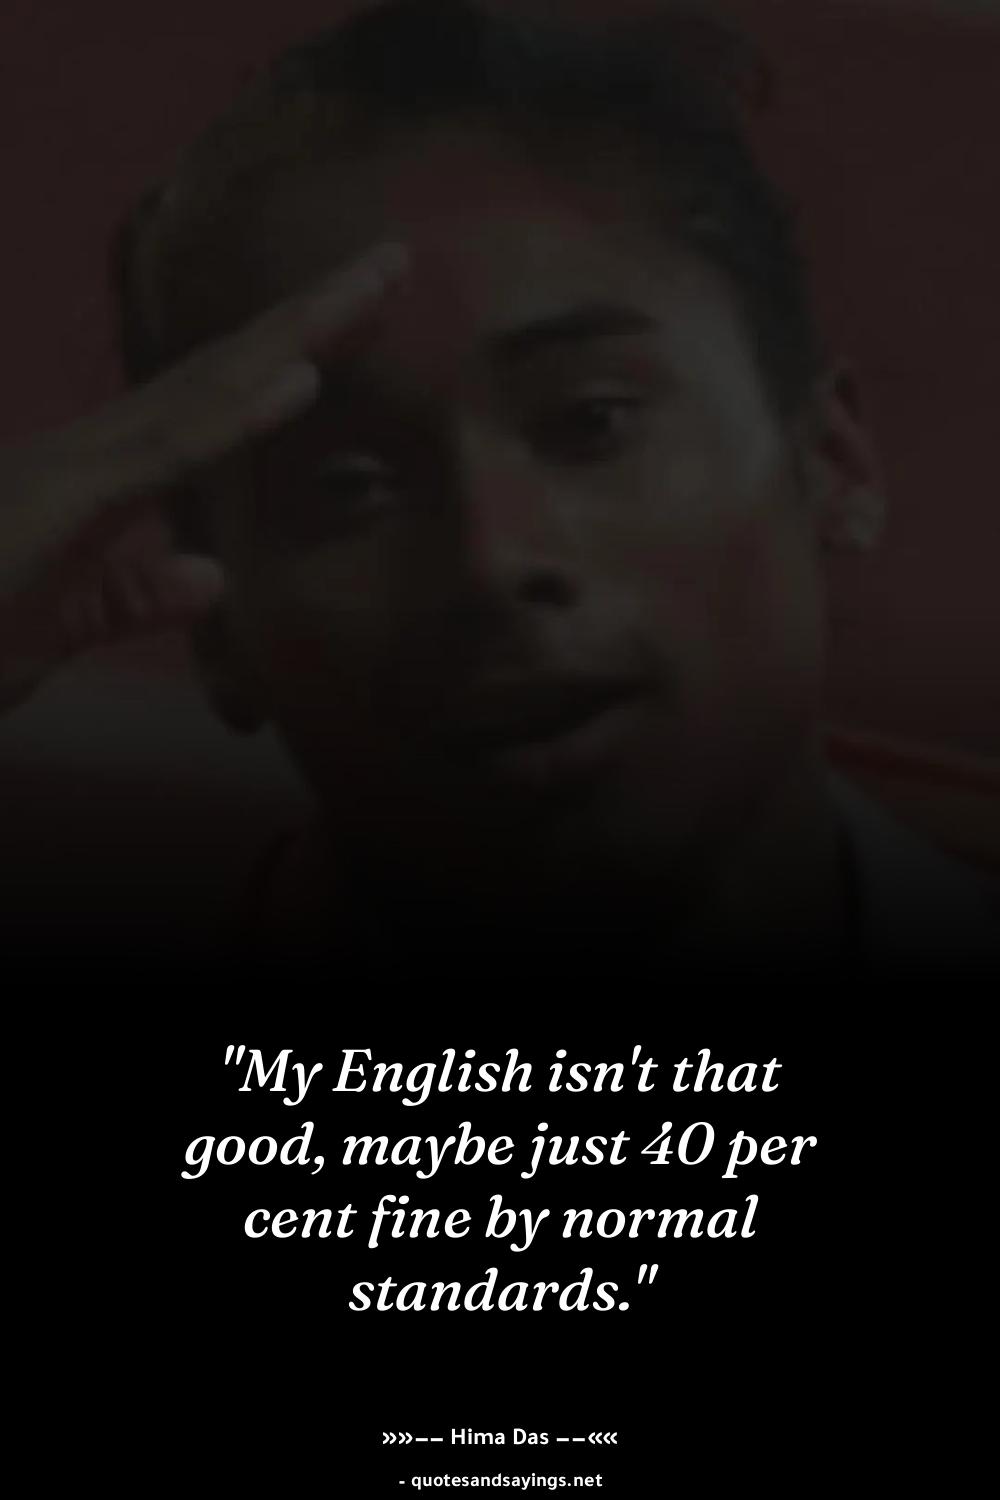 "My English isn't that
good, maybe just 40 per
cent fine by normal
standards."
»»−− Hima Das −−««
- quotesandsayings.net